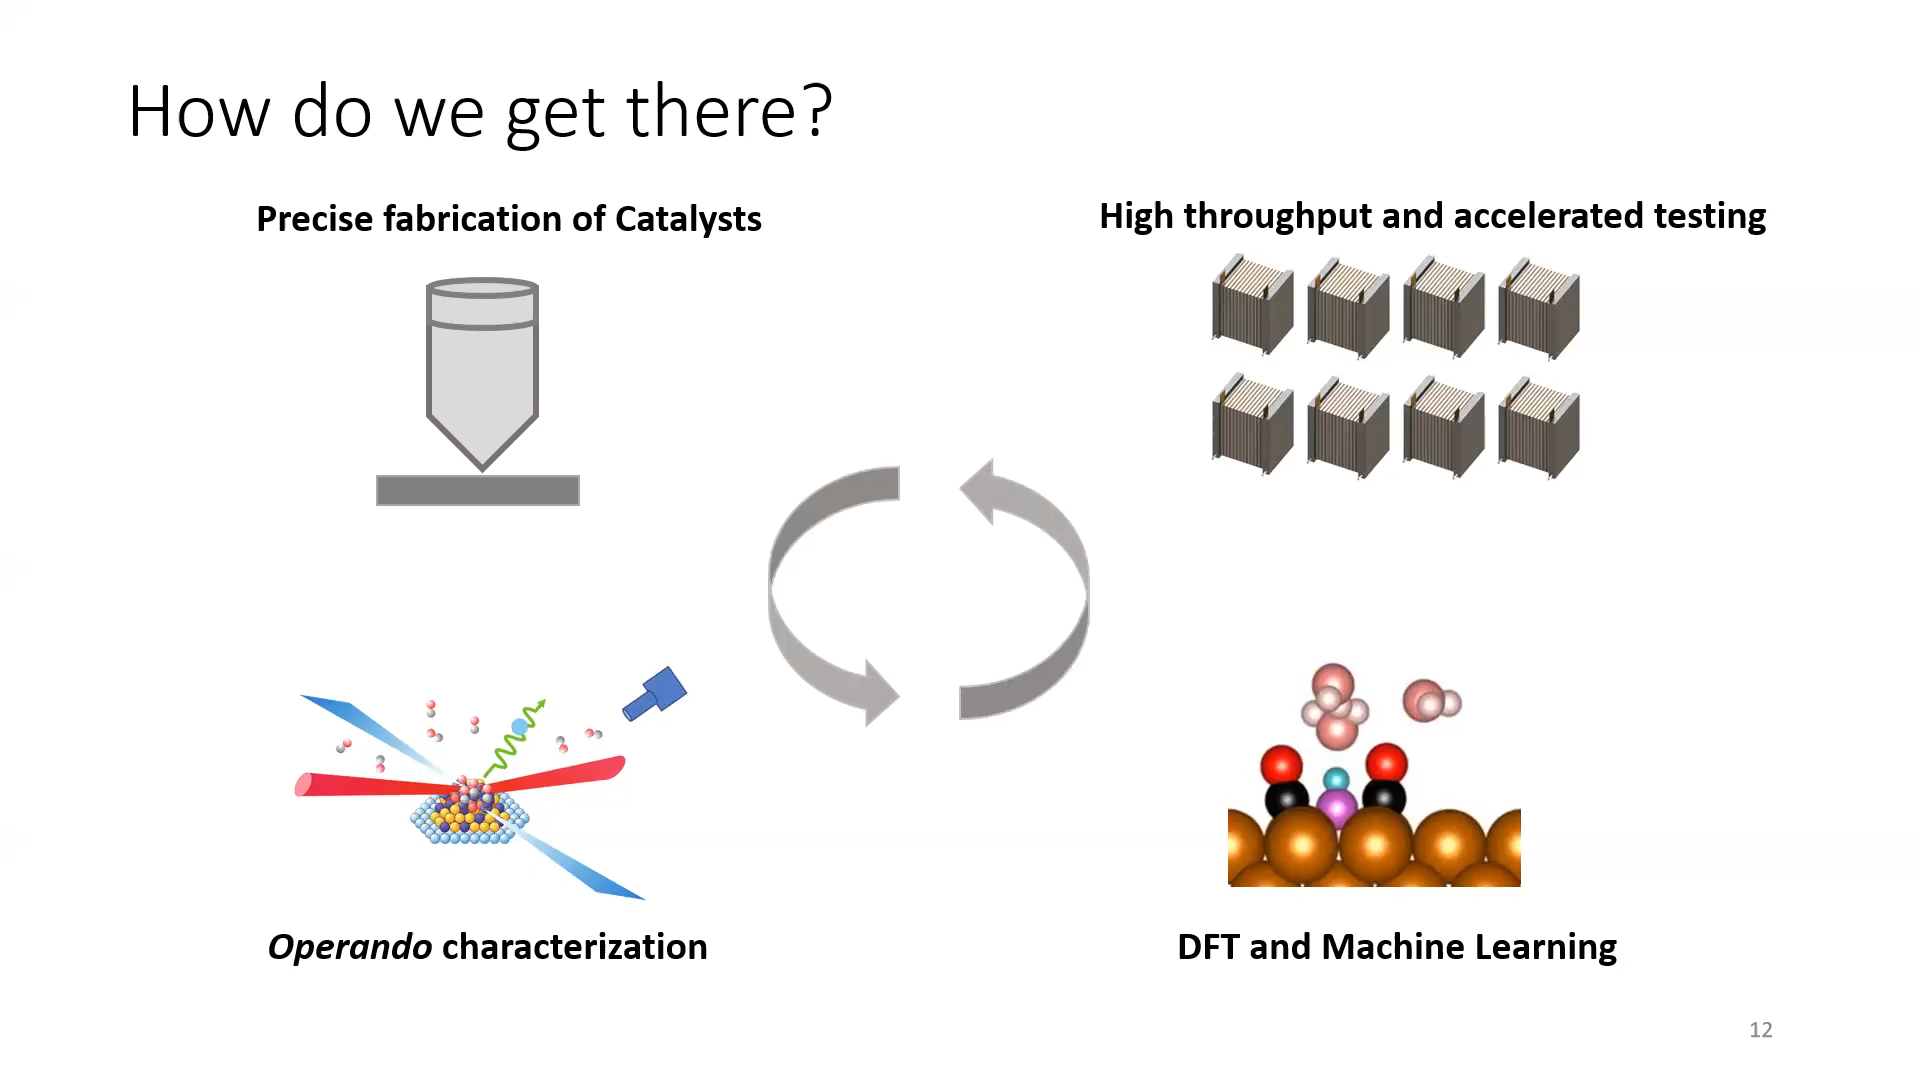 How do we get there?
Precise fabrication of Catalysts
High throughput and accelerated testing
Operando characterization
DFT and Machine Learning
12